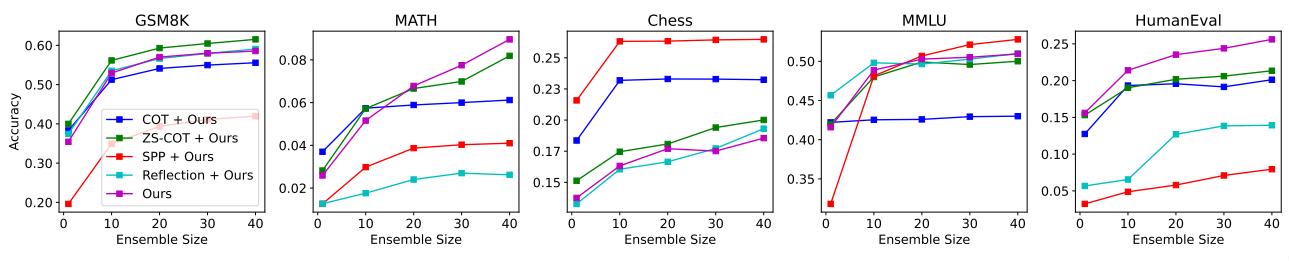 GSM8K
MATH
Chess
MMLU
HumanEval
Accuracy
0.60
0.50
0.40
0.30
0.20
COT + Ours
ZS-COT + Ours
SPP + Ours
Reflection + Ours
Ours
0 10 20 30 40
Ensemble Size
0.08
0.06
0.04
0.02
0 10 20 30 40
Ensemble Size
0.25
0.23
0.20
0.17
0.15
0 10 20 30 40
Ensemble Size
0.50
0.45
0.40
0.35
0 10 20 30 40
Ensemble Size
0.25
0.20
0.15
0.10
0.05
0 10 20 30 40
Ensemble Size